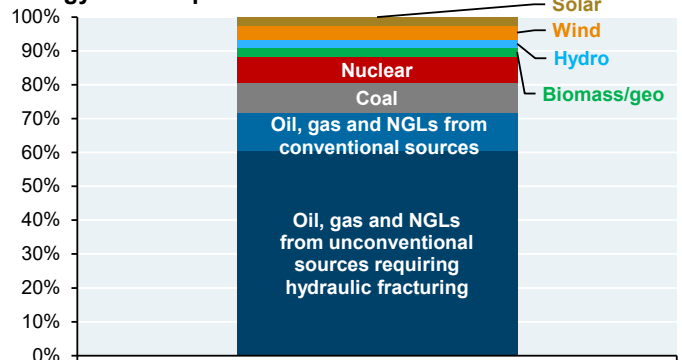 Solar
100%
Wind
90%
Hydro
80%
Nuclear
Biomass/geo
Coal
70%
Oil, gas and NGLs from
conventional sources
60%
50%
40%
Oil, gas and NGLs
from unconventional
30%
sources requiring
20%
hydraulic fracturing
10%
0%